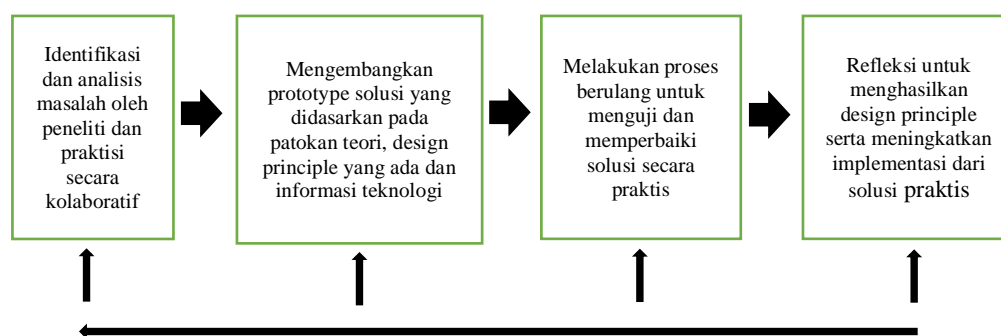 Identifikasi
dan analisis
masalah oleh
peneliti dan
praktisi
secara
kolaboratif
Mengembangkan
prototype solusi yang
didasarkan pada
patokan teori, design
principle yang ada dan
informasi teknologi
Melakukan proses
berulang untuk
menguji dan
memperbaiki
solusi secara
praktis
Refleksi untuk
menghasilkan
design principle
serta meningkatkan
implementasi dari
solusi praktis